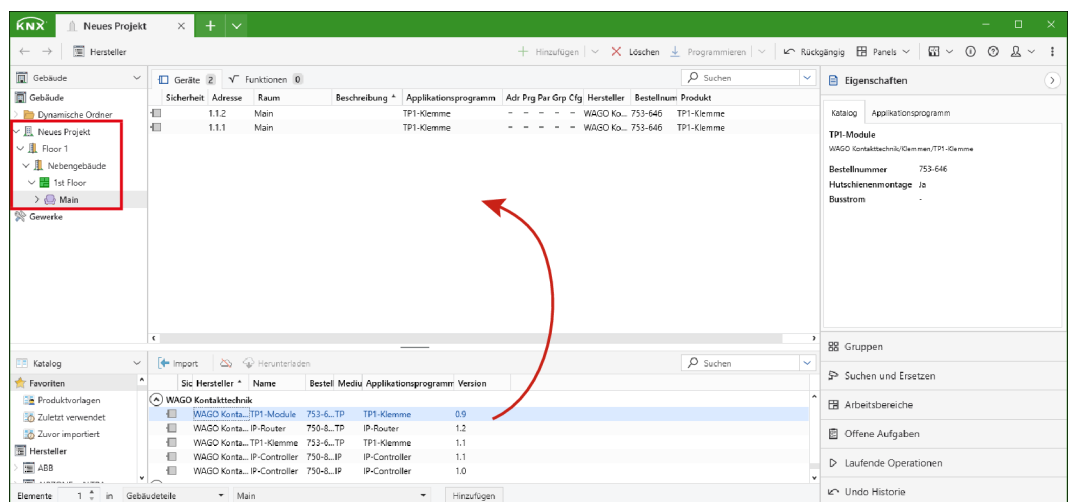 KNX Neues Projekt
Hersteller Hinzufügen Löschen Programmieren Rückgängig Panels
Gebäude
Gebäude
Dynamische Ordner
Neues Projekt
Floor 1
Nebengebäude
1st Floor
Main
Gewerke
Geräte 2 Funktionen 0 Suchen
Sicherheit Adresse Raum Beschreibung Applikationsprogramm Adr Prg Par Grp Cfg Hersteller Bestellnum Produkt
1.1.2 Main TP1-Klemme - - - - - WAGO Ko... 753-646 TP1-Klemme
1.1.1 Main TP1-Klemme - - - - - WAGO Ko... 753-646 TP1-Klemme
Eigenschaften
Katalog Applikationsprogramm
TP1-Module
WAGO Kontakttechnik/Klemmen/TP1-Klemme
Bestellnummer 753-646
Hutschienenmontage Ja
Busstrom -
Gruppen
Suchen und Ersetzen
Arbeitsbereiche
Offene Aufgaben
Laufende Operationen
Undo Historie
Katalog
Favoriten
Produktvorlagen
Zuletzt verwendet
Zuvor importiert
Hersteller
ABB
Import Herunterladen Suchen
Sic Hersteller Name Bestell Mediu Applikationsprogramm Version
WAGO Kontakttechnik
WAGO Konta... TP1-Module 753-6... TP TP1-Klemme 0.9
WAGO Konta... IP-Router 750-8... TP IP-Router 1.2
WAGO Konta... TP1-Klemme 753-6... TP TP1-Klemme 1.1
WAGO Konta... IP-Controller 750-8... IP IP-Controller 1.1
WAGO Konta... IP-Controller 750-8... IP IP-Controller 1.0
Elemente 1 in Gebäudeteile Main Hinzufügen